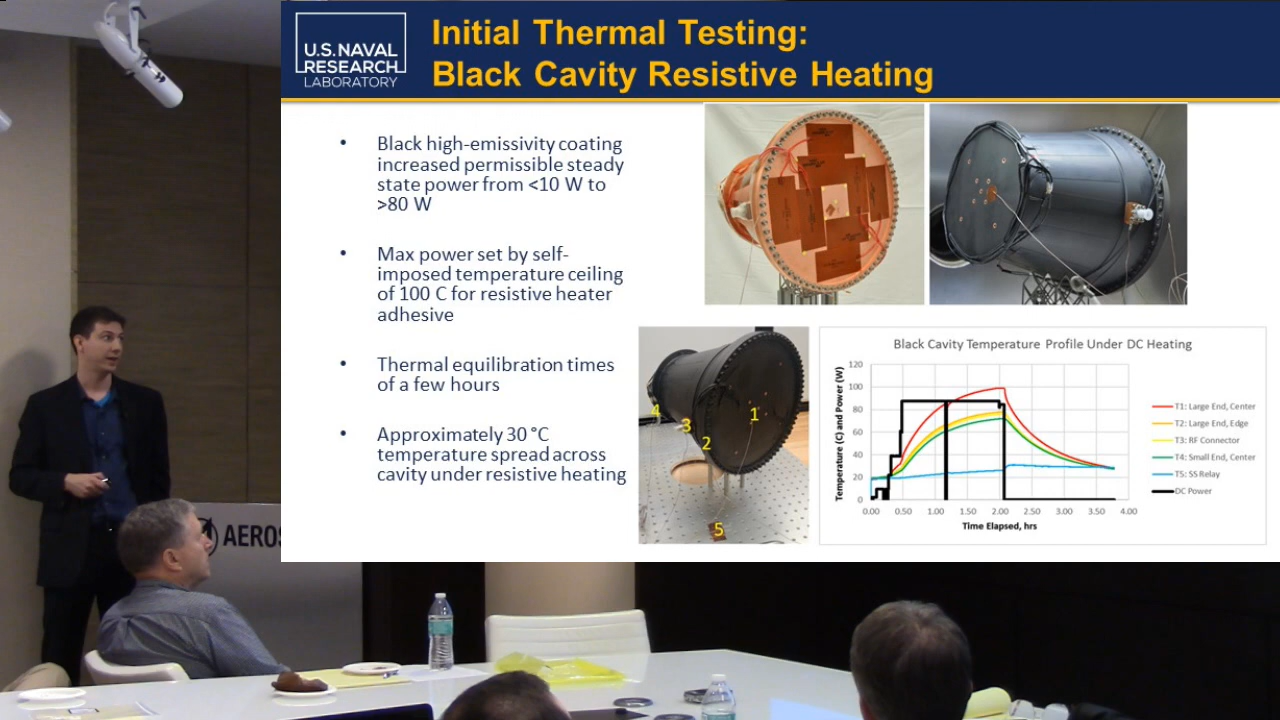 U.S. NAVAL
RESEARCH
LABORATORY
Initial Thermal Testing:
Black Cavity Resistive Heating
• Black high-emissivity coating
increased permissible steady
state power from <10 W to
>80 W
• Max power set by self-
imposed temperature ceiling
of 100 C for resistive heater
adhesive
• Thermal equilibration times
of a few hours
• Approximately 30 °C
temperature spread across
cavity under resistive heating
4
3
2
1
5
Black Cavity Temperature Profile Under DC Heating
Temperature (C) and Power (W)
120
100
80
60
40
20
0
0.00 0.50 1.00 1.50 2.00 2.50 3.00 3.50 4.00
Time Elapsed, hrs
T1: Large End, Center
T2: Large End, Edge
T3: RF Connector
T4: Small End, Center
T5: SS Relay
DC Power
AEROS